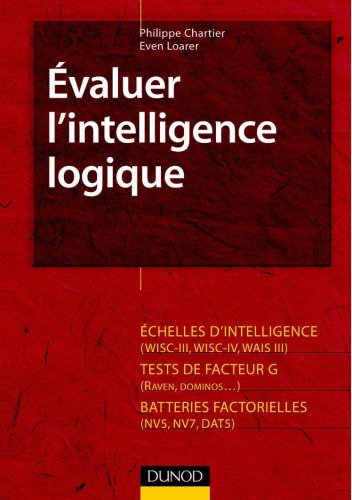 Philippe Chartier
Even Loarer
Évaluer
l'intelligence
logique
ÉCHELLES D'INTELLIGENCE
(WISC-III, WISC-IV, WAIS III)
TESTS DE FACTEUR G
(RAVEN, DOMINOS...)
BATTERIES FACTORIELLES
(NV5, NV7, DAT5)
DUNOD